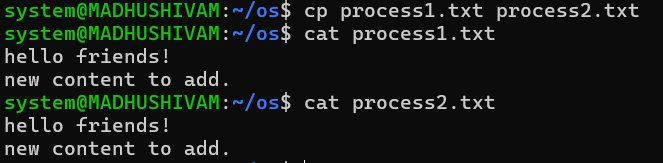 system@MADHUSHIVAM:~/os$ cp process1.txt process2.txt
system@MADHUSHIVAM:~/os$ cat process1.txt
hello friends!
new content to add.
system@MADHUSHIVAM:~/os$ cat process2.txt
hello friends!
new content to add.